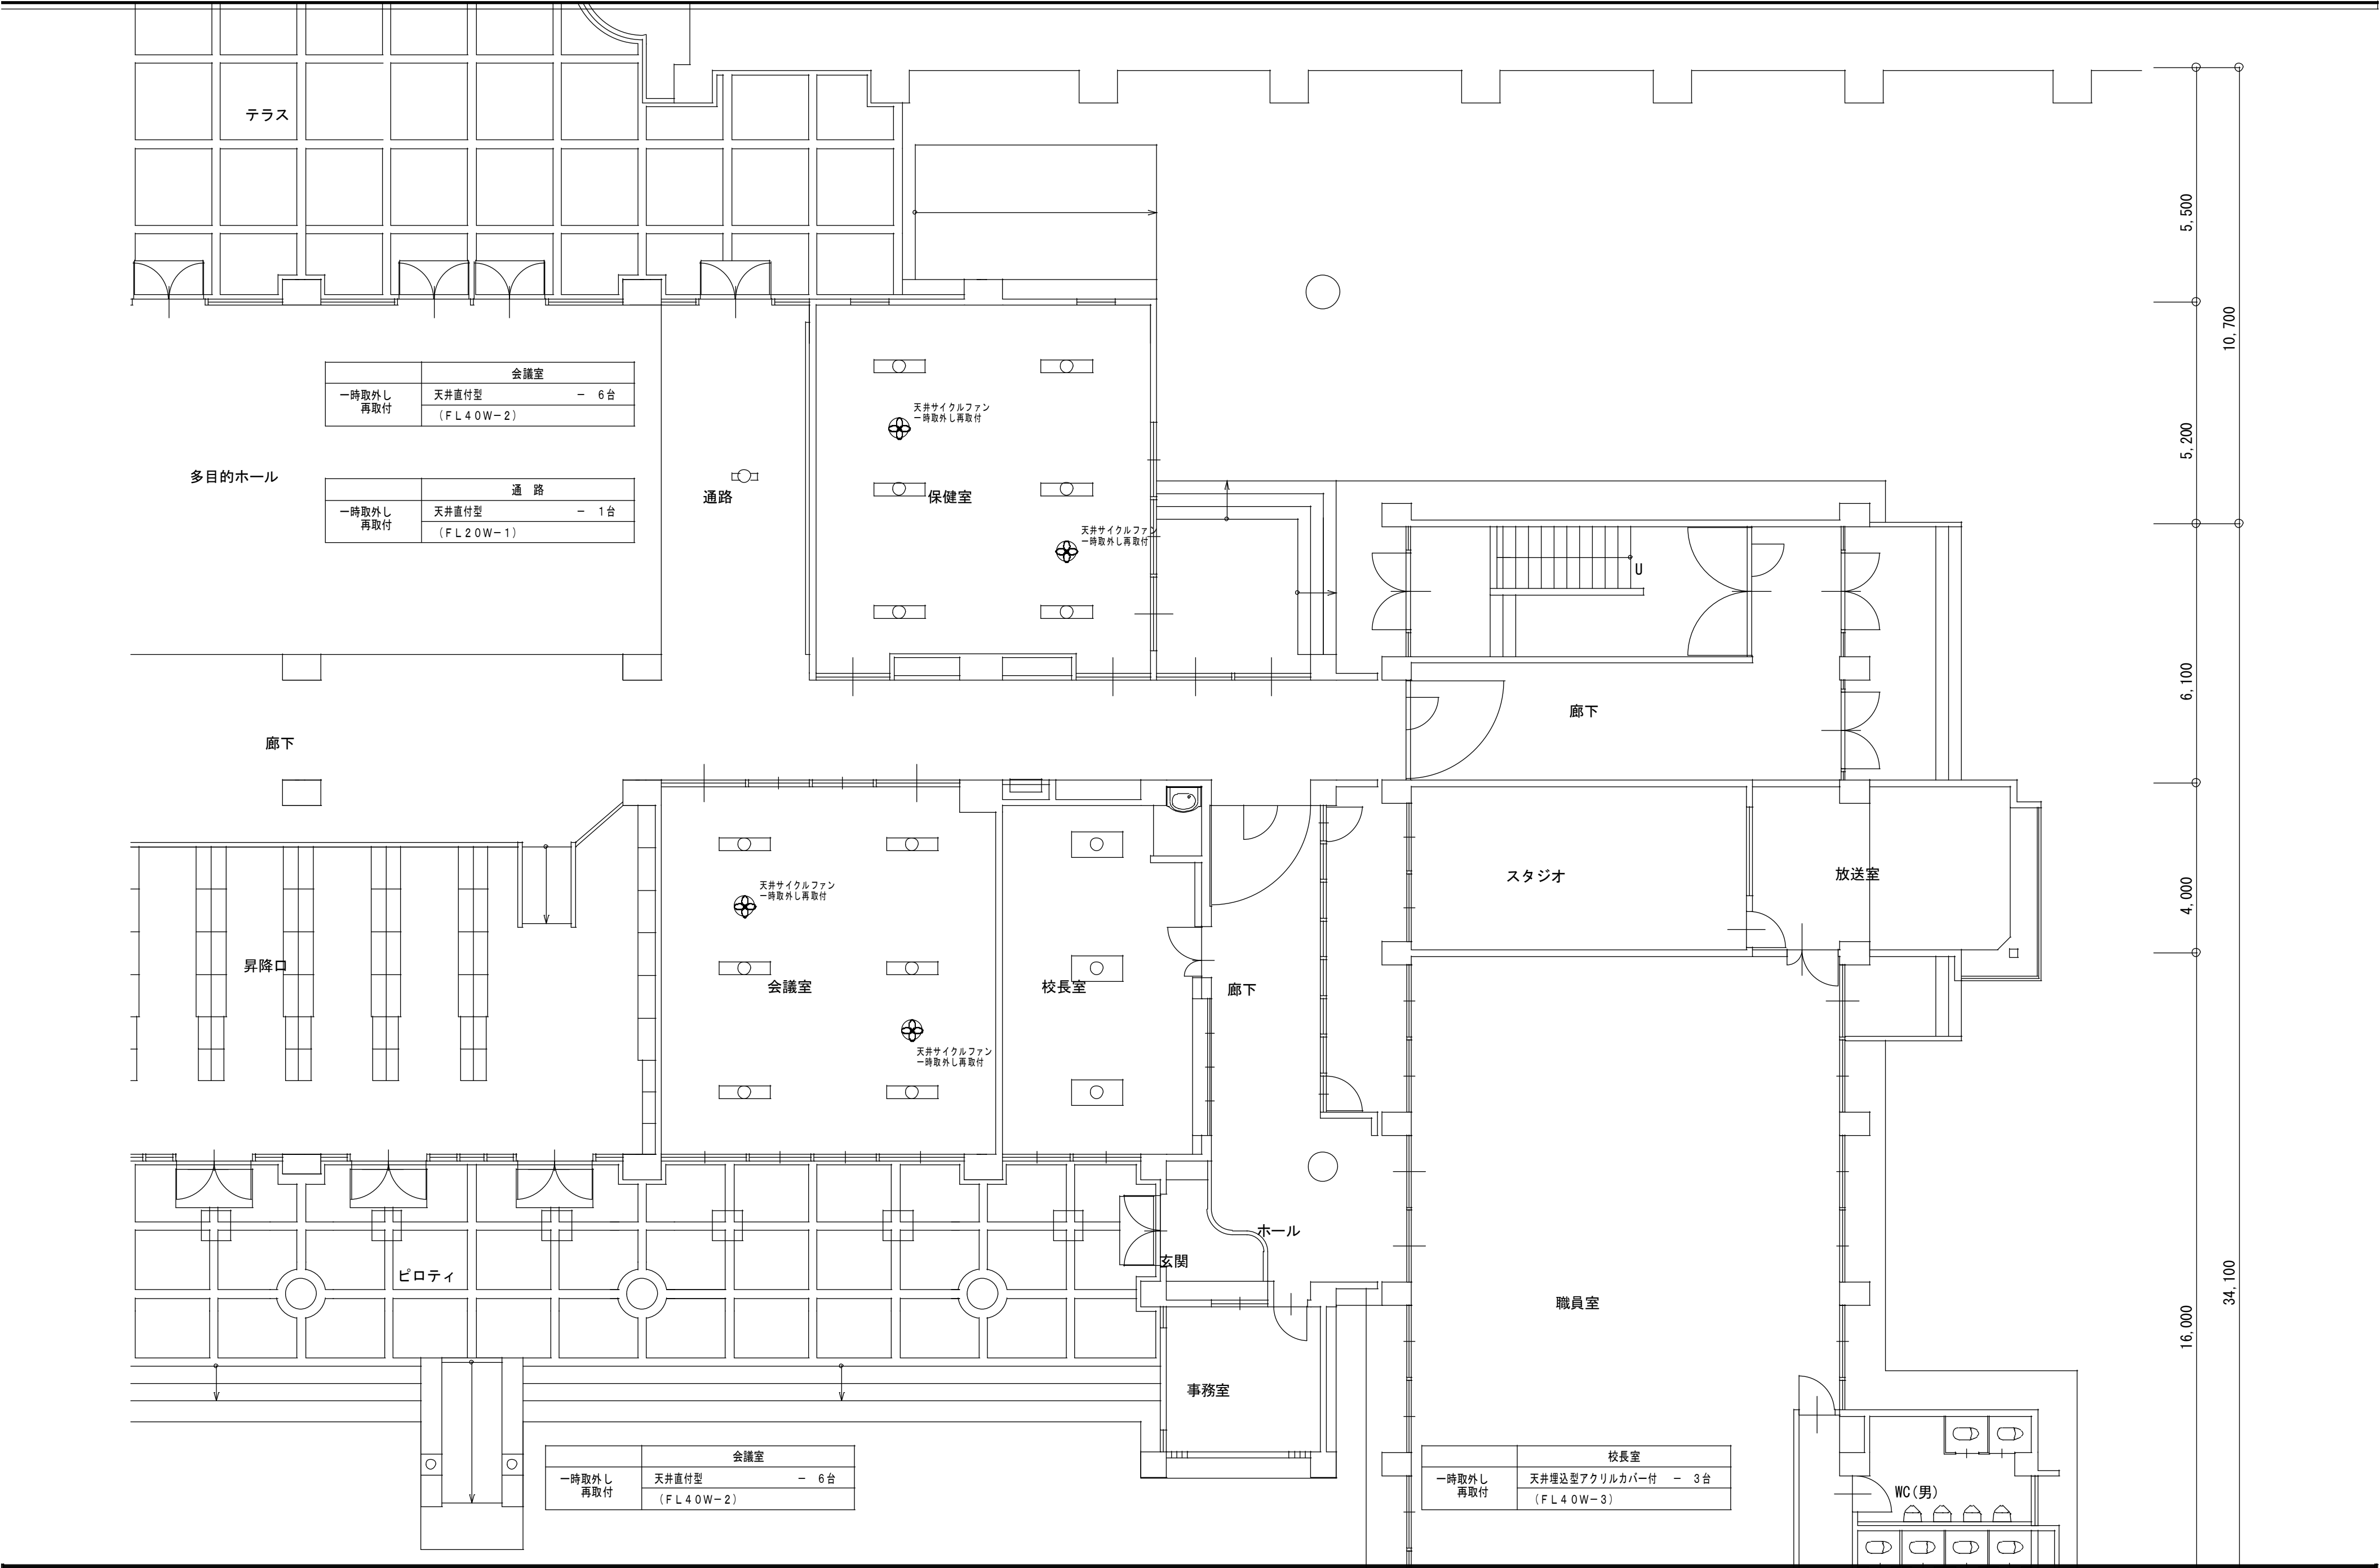 テラス
5,500
10,700
会議室
一時取外し 天井直付型 － 6台
再取付
(FL40W－2)
天井サイクルファン
一時取外し再取付
5,200
多目的ホール
通 路
一時取外し 天井直付型 － 1台
再取付
(FL20W－1)
通路
保健室
天井サイクルファン
一時取外し再取付
U
6,100
廊下
廊下
スタジオ
放送室
天井サイクルファン
一時取外し再取付
4,000
昇降口
会議室
校長室
廊下
天井サイクルファン
一時取外し再取付
ホール
玄関
ピロティ
職員室
34,100
16,000
事務室
会議室
一時取外し 天井直付型 － 6台
再取付
(FL40W－2)
校長室
一時取外し 天井埋込型アクリルカバー付 － 3台
再取付
(FL40W－3)
WC(男)